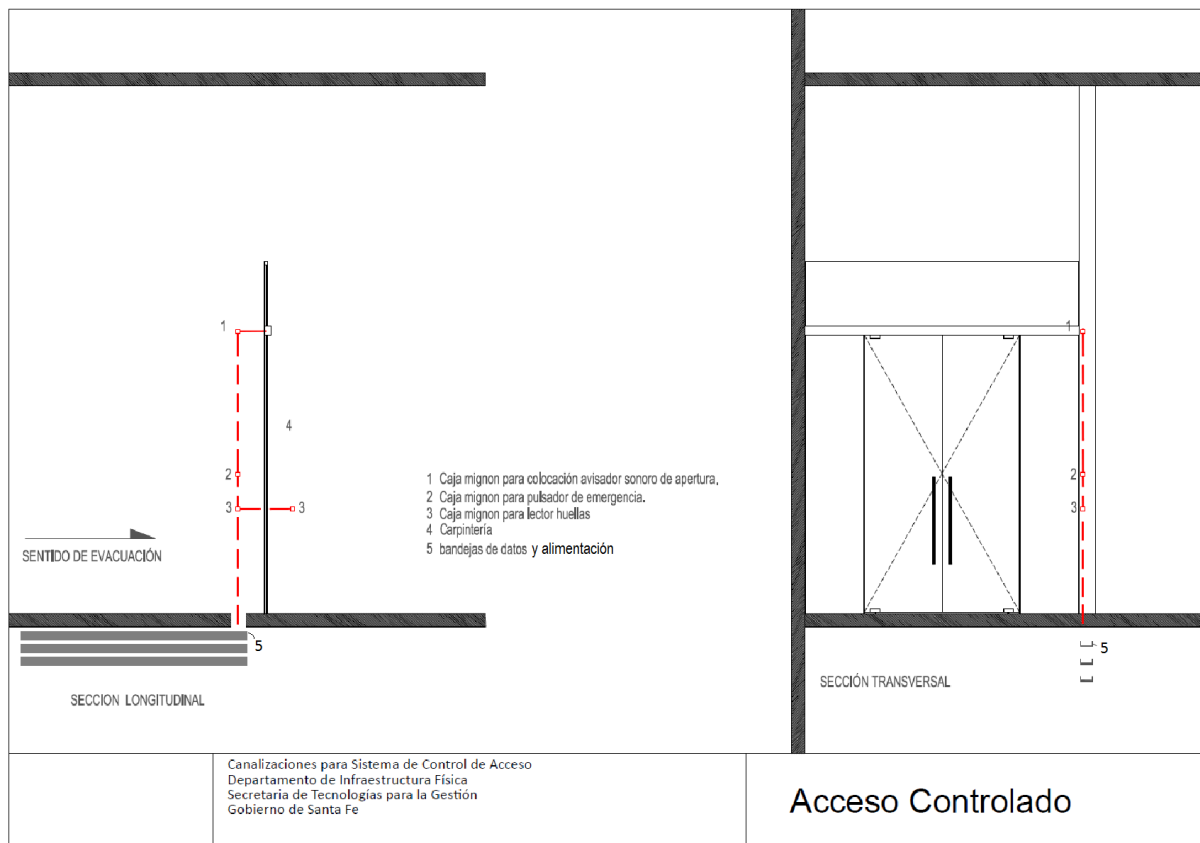 1
2
3
3
4
SENTIDO DE EVACUACIÓN
5
SECCION LONGITUDINAL
1 Caja mignon para colocación avisador sonoro de apertura,
2 Caja mignon para pulsador de emergencia.
3 Caja mignon para lector huellas
4 Carpintería
5 bandejas de datos y alimentación
1
2
3
5
SECCIÓN TRANSVERSAL
Canalizaciones para Sistema de Control de Acceso
Departamento de Infraestructura Física
Secretaria de Tecnologías para la Gestión
Gobierno de Santa Fe
Acceso Controlado